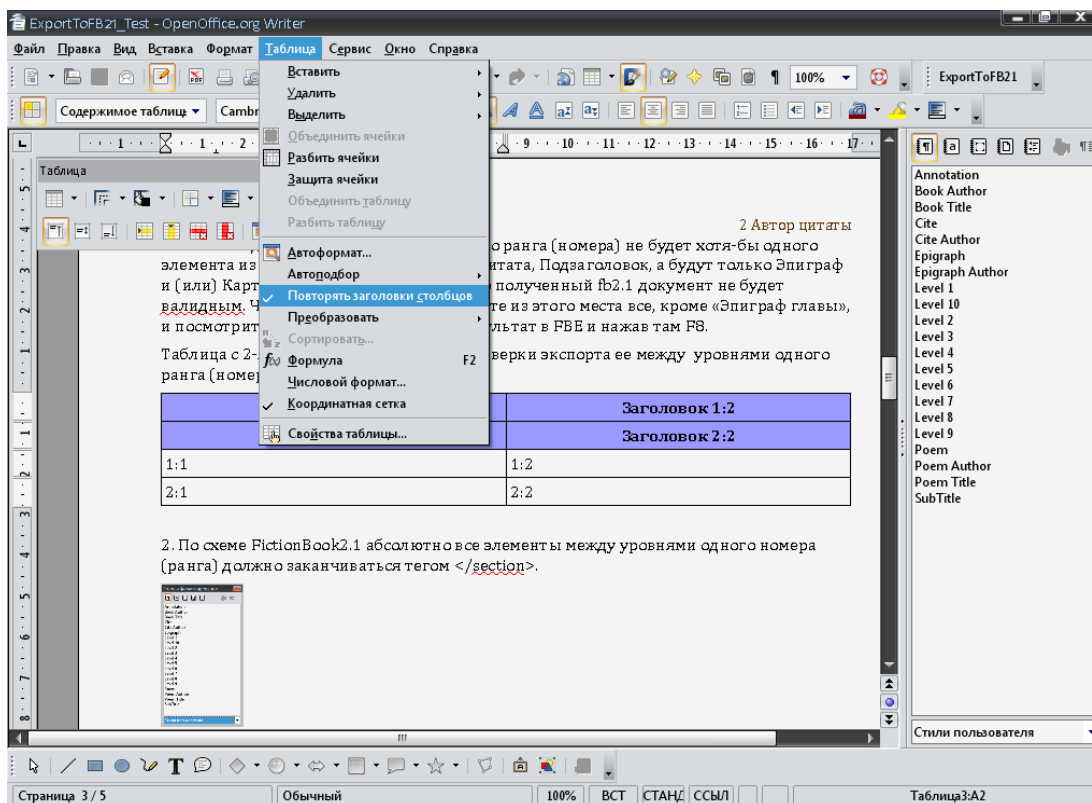 ExportToFB21_Test - OpenOffice.org Writer
Файл Правка Вид Вставка Формат Таблица Сервис Окно Справка
100% ExportToFB21
Содержимое таблиц Cambr
Вставить
Удалить
Выделить
Объединить ячейки
Разбить ячейки
Защита ячейки
Объединить таблицу
Разбить таблицу
Автоформат...
Автоподбор
Повторять заголовки столбцов
Преобразовать
Сортировать...
Формула F2
Числовой формат...
Координатная сетка
Свойства таблицы...
Таблица
2 Автор цитаты
о ранга (номера) не будет хотя-бы одного
элемента из тата, Подзаголовок, а будут только Эпиграф
и (или) Карт полученный fb2.1 документ не будет
валидным. Ч те из этого места все, кроме «Эпиграф главы»,
и посмотрит льтат в FBE и нажав там F8.
Таблица с 2- верки экспорта ее между уровнями одного
ранга (номе
Заголовок 1:2
Заголовок 2:2
1:1 1:2
2:1 2:2
2. По схеме FictionBook2.1 абсолютно все элементы между уровнями одного номера
(ранга) должно заканчиваться тегом </section>.
Annotation
Book Author
Book Title
Cite
Cite Author
Epigraph
Epigraph Author
Level 1
Level 10
Level 2
Level 3
Level 4
Level 5
Level 6
Level 7
Level 8
Level 9
Poem
Poem Author
Poem Title
SubTitle
Стили пользователя
Страница 3 / 5 Обычный 100% ВСТ СТАНД ССЫЛ Таблица3:A2